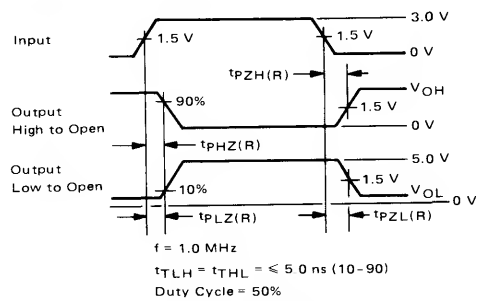 Input
1.5 V
1.5 V
3.0 V
0 V
tPZH(R)
Output
High to Open
90%
VOH
1.5 V
0 V
tPHZ(R)
Output
Low to Open
10%
5.0 V
1.5 V
VOL
0 V
tPLZ(R)
tPZL(R)
f = 1.0 MHz
tTLH = tTHL = ⩽ 5.0 ns (10-90)
Duty Cycle = 50%